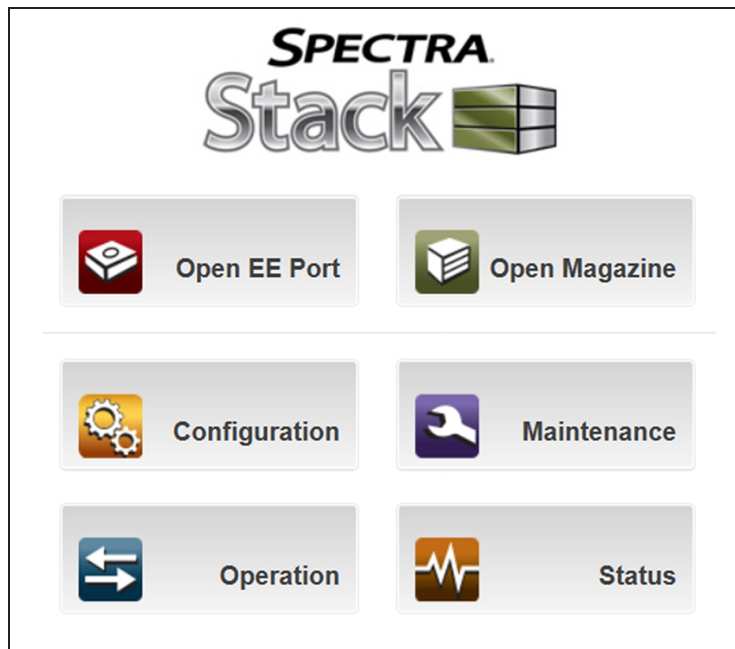 SPECTRA.
Stack
Open EE Port
Open Magazine
Configuration
Maintenance
Operation
Status